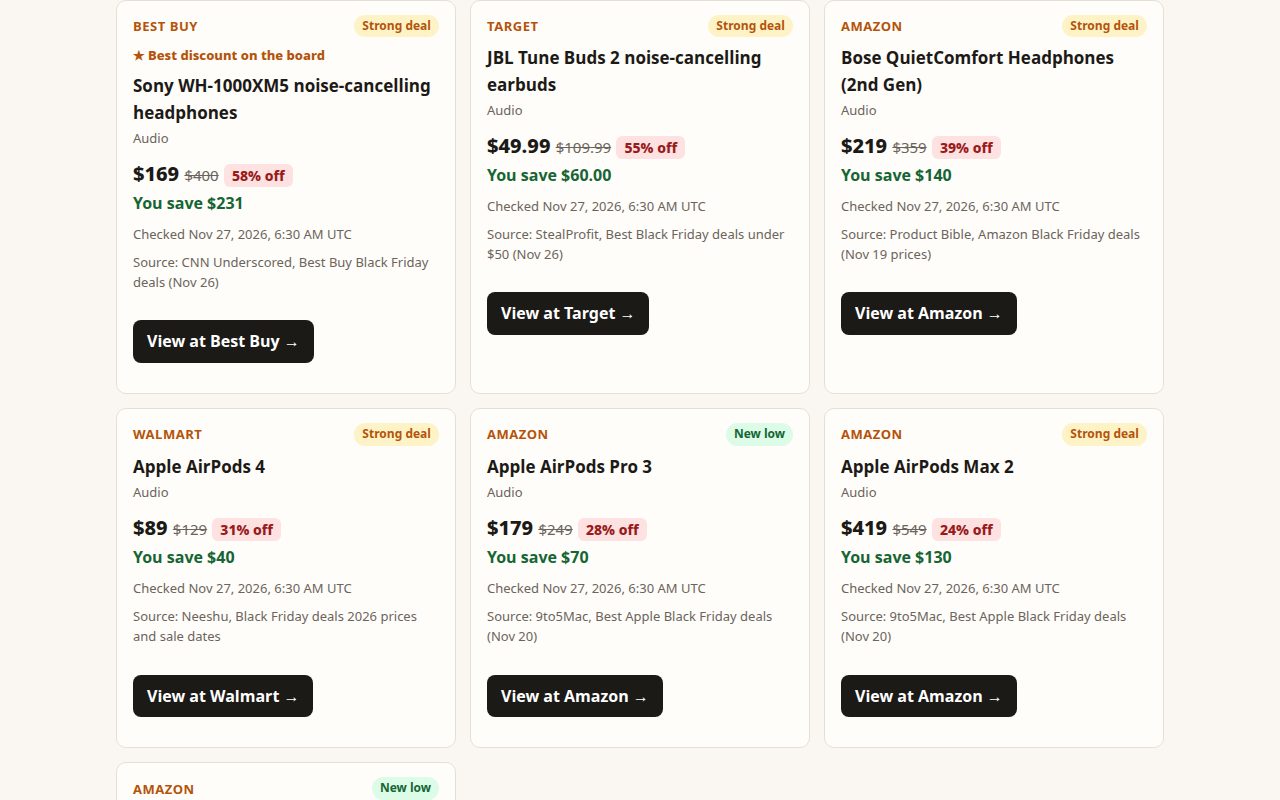 BEST BUY
Strong deal
★ Best discount on the board
Sony WH-1000XM5 noise-cancelling
headphones
Audio
$169 $400 58% off
You save $231
Checked Nov 27, 2026, 6:30 AM UTC
Source: CNN Underscored, Best Buy Black Friday
deals (Nov 26)
View at Best Buy →
TARGET
Strong deal
JBL Tune Buds 2 noise-cancelling
earbuds
Audio
$49.99 $109.99 55% off
You save $60.00
Checked Nov 27, 2026, 6:30 AM UTC
Source: StealProfit, Best Black Friday deals under
$50 (Nov 26)
View at Target →
AMAZON
Strong deal
Bose QuietComfort Headphones
(2nd Gen)
Audio
$219 $359 39% off
You save $140
Checked Nov 27, 2026, 6:30 AM UTC
Source: Product Bible, Amazon Black Friday deals
(Nov 19 prices)
View at Amazon →
WALMART
Strong deal
Apple AirPods 4
Audio
$89 $129 31% off
You save $40
Checked Nov 27, 2026, 6:30 AM UTC
Source: Neeshu, Black Friday deals 2026 prices
and sale dates
View at Walmart →
AMAZON
New low
Apple AirPods Pro 3
Audio
$179 $249 28% off
You save $70
Checked Nov 27, 2026, 6:30 AM UTC
Source: 9to5Mac, Best Apple Black Friday deals
(Nov 20)
View at Amazon →
AMAZON
Strong deal
Apple AirPods Max 2
Audio
$419 $549 24% off
You save $130
Checked Nov 27, 2026, 6:30 AM UTC
Source: 9to5Mac, Best Apple Black Friday deals
(Nov 20)
View at Amazon →
AMAZON
New low